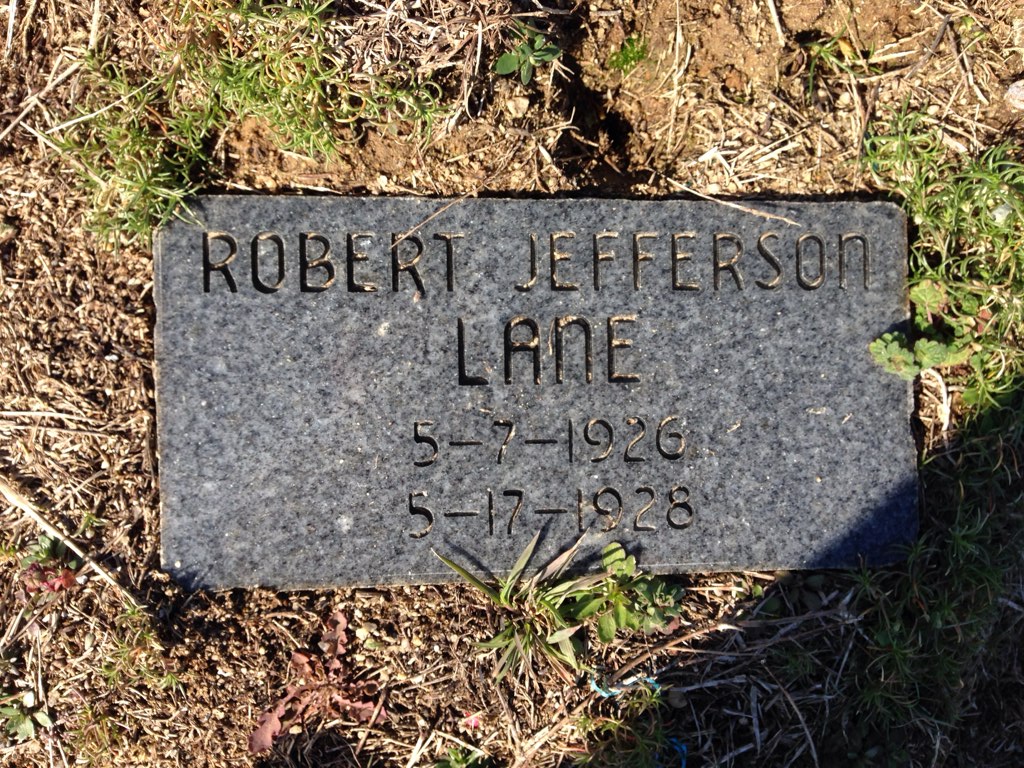 ROBERT JEFFERSON
LANE
5-7-1926
5-17-1928